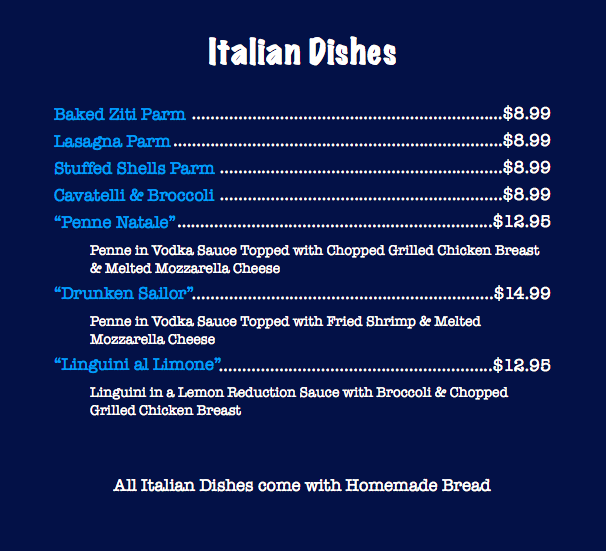 Italian Dishes
Baked Ziti Parm ....................................................................$8.99
Lasagna Parm........................................................................$8.99
Stuffed Shells Parm ..............................................................$8.99
Cavatelli & Broccoli ..............................................................$8.99
“Penne Natale”.....................................................................$12.95
Penne in Vodka Sauce Topped with Chopped Grilled Chicken Breast
& Melted Mozzarella Cheese
“Drunken Sailor”..................................................................$14.99
Penne in Vodka Sauce Topped with Fried Shrimp & Melted
Mozzarella Cheese
“Linguini al Limone”............................................................$12.95
Linguini in a Lemon Reduction Sauce with Broccoli & Chopped
Grilled Chicken Breast
All Italian Dishes come with Homemade Bread